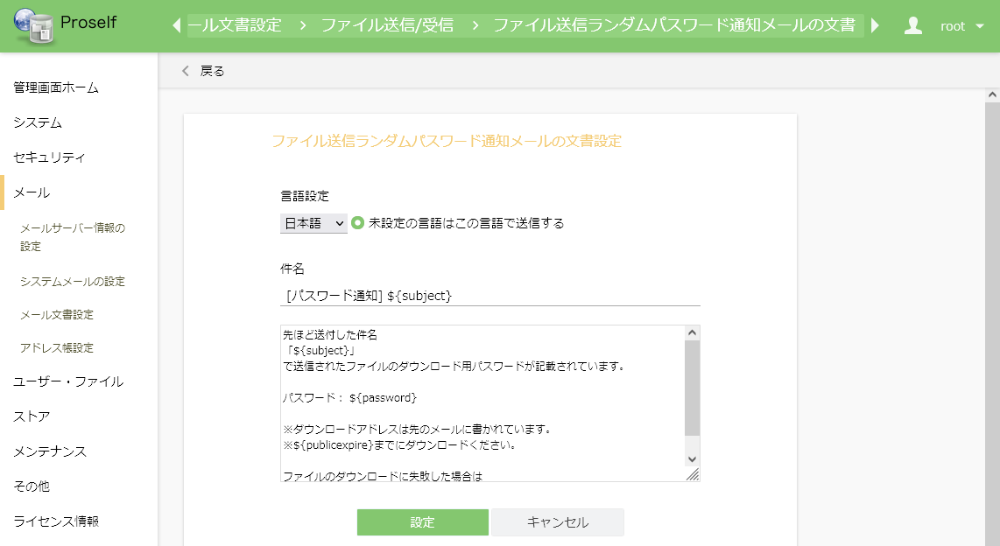 Proself
ール文書設定 › ファイル送信/受信 › ファイル送信ランダムパスワード通知メールの文書
root
戻る
管理画面ホーム
システム
セキュリティ
メール
メールサーバー情報の
設定
システムメールの設定
メール文書設定
アドレス帳設定
ユーザー・ファイル
ストア
メンテナンス
その他
ライセンス情報
ファイル送信ランダムパスワード通知メールの文書設定
言語設定
日本語 未設定の言語はこの言語で送信する
件名
[パスワード通知] ${subject}
先ほど送付した件名
「${subject}」
で送信されたファイルのダウンロード用パスワードが記載されています。
パスワード： ${password}
※ダウンロードアドレスは先のメールに書かれています。
※${publicexpire}までにダウンロードください。
ファイルのダウンロードに失敗した場合は
設定 キャンセル